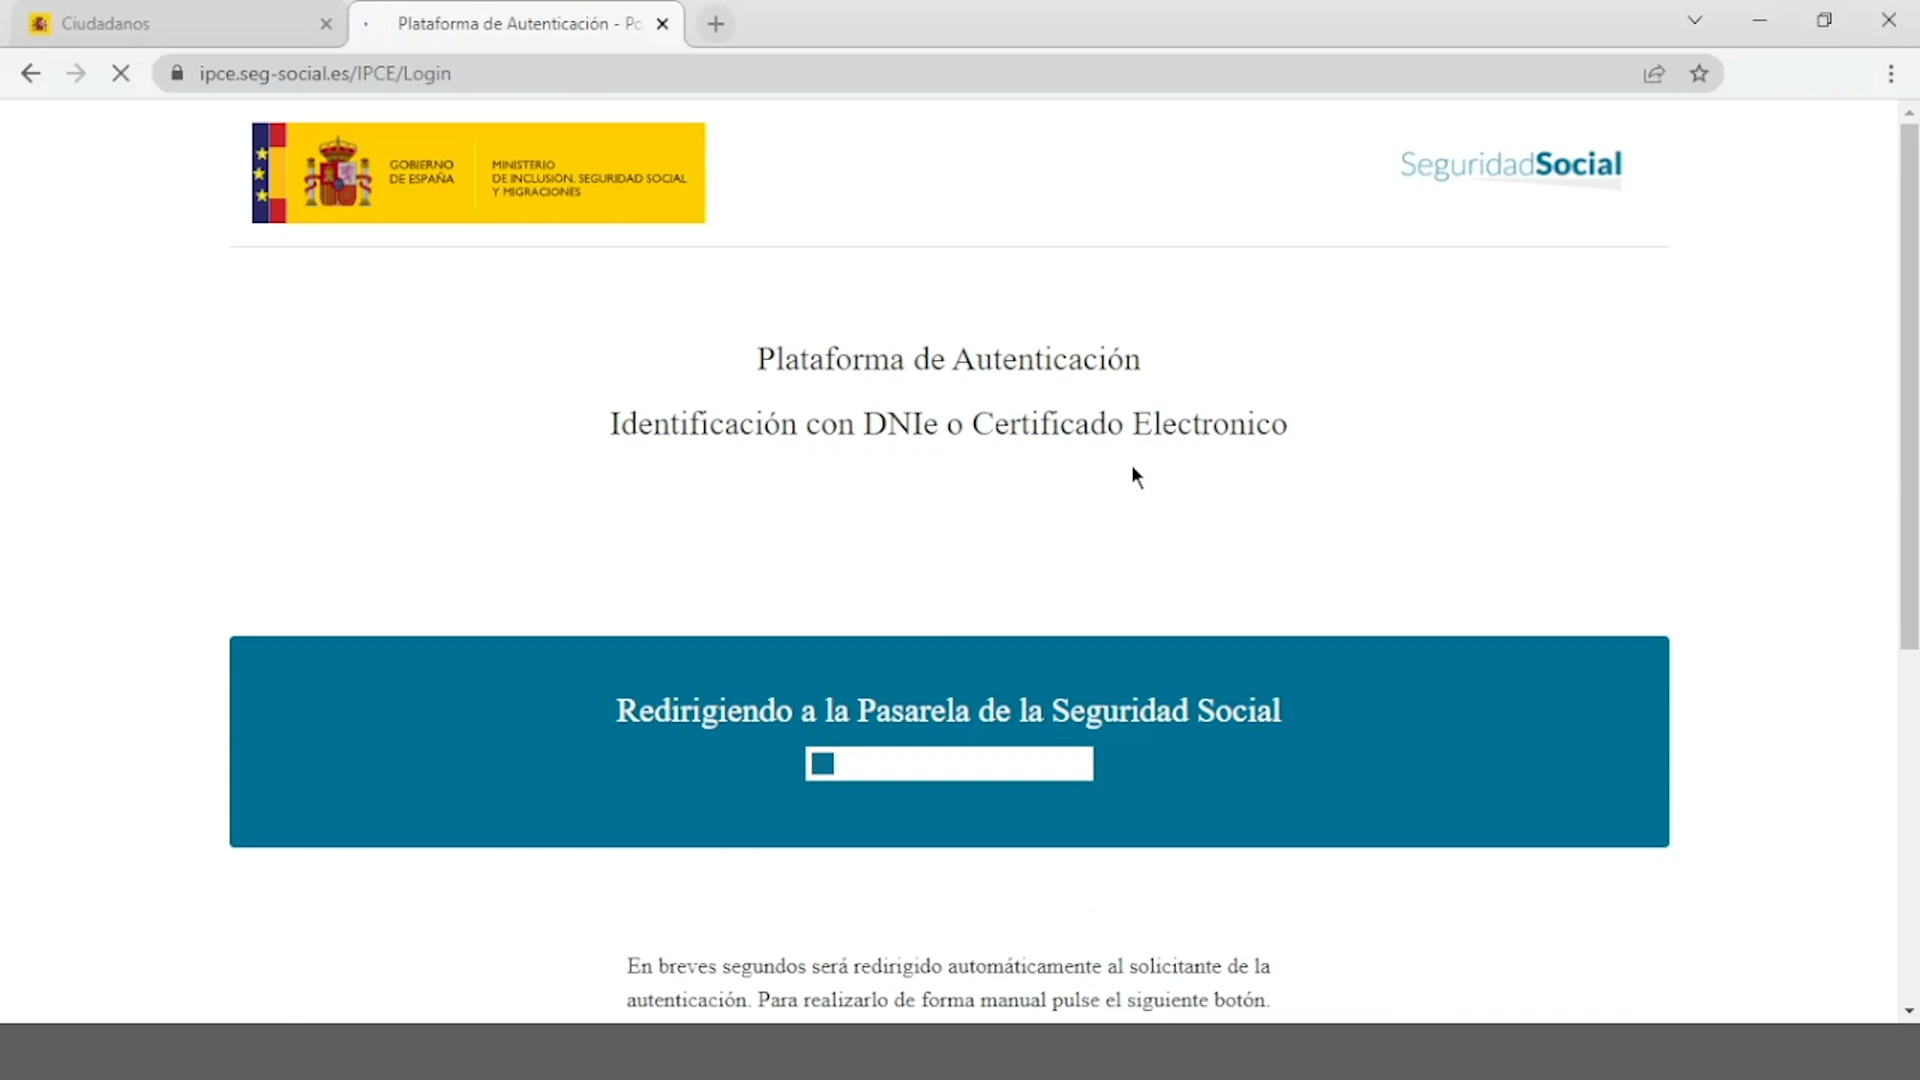 Ciudadanos
Plataforma de Autenticación - Po
ipce.seg-social.es/IPCE/Login
GOBIERNO
DE ESPAÑA
MINISTERIO
DE INCLUSIÓN, SEGURIDAD SOCIAL
Y MIGRACIONES
SeguridadSocial
Plataforma de Autenticación
Identificación con DNIe o Certificado Electronico
Redirigiendo a la Pasarela de la Seguridad Social
En breves segundos será redirigido automáticamente al solicitante de la
autenticación. Para realizarlo de forma manual pulse el siguiente botón.